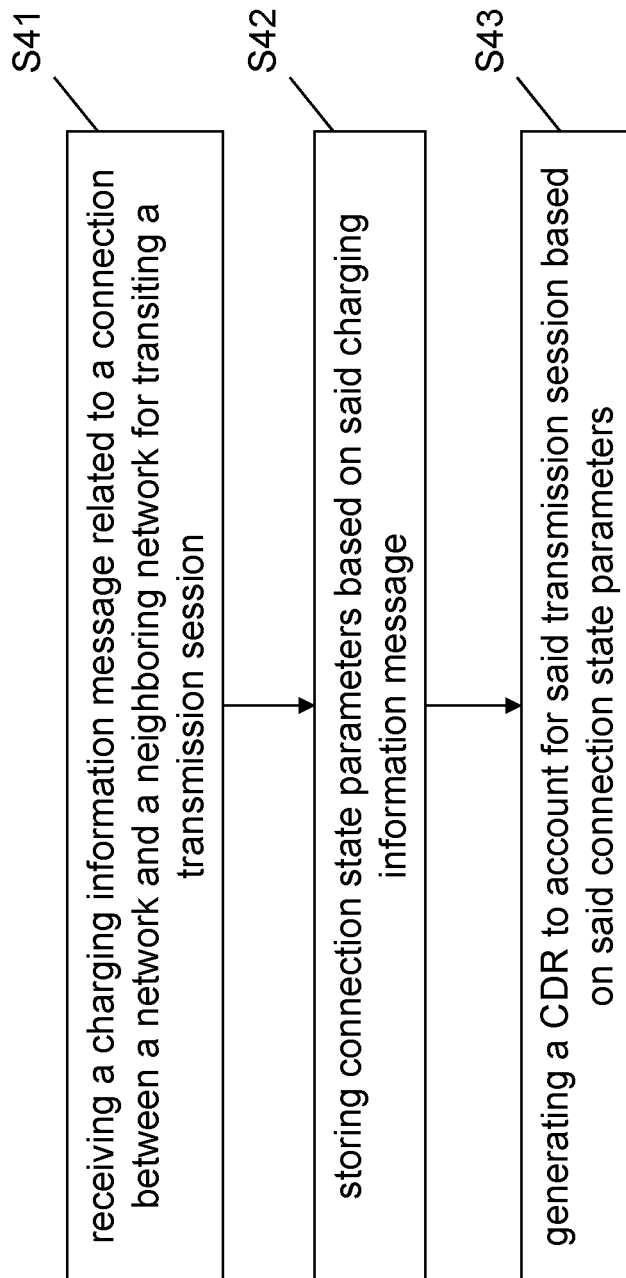 S41
receiving a charging information message related to a connection
between a network and a neighboring network for transiting a
transmission session
S42
storing connection state parameters based on said charging
information message
S43
generating a CDR to account for said transmission session based
on said connection state parameters